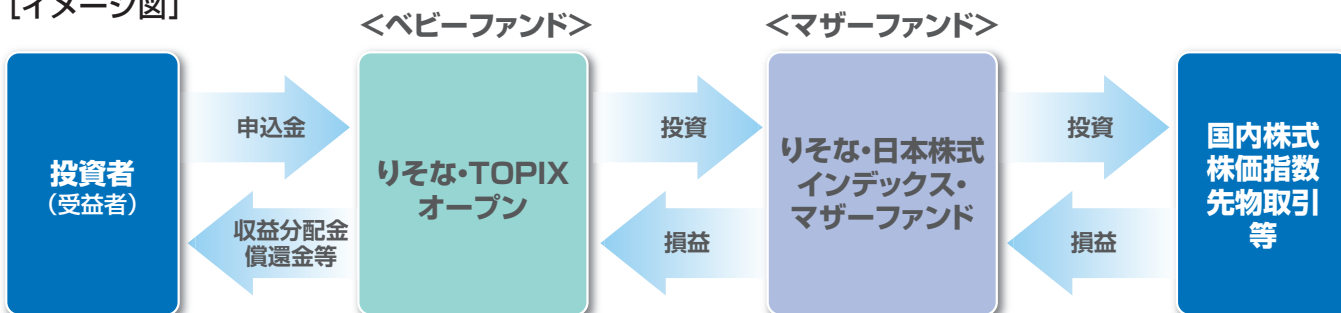 ［イメージ図］
＜ベビーファンド＞
＜マザーファンド＞
投資者
（受益者）
申込金
収益分配金
償還金等
りそな・TOPIX
オープン
投資
損益
りそな・日本株式
インデックス・
マザーファンド
投資
損益
国内株式
株価指数
先物取引
等